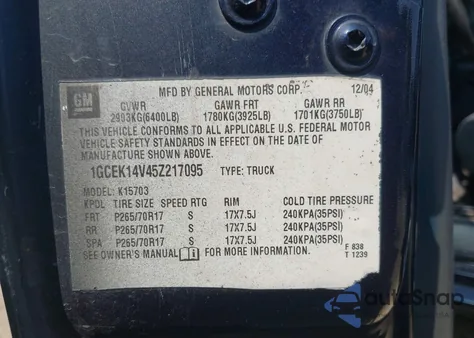 MFD BY GENERAL MOTORS CORP. 12/04
GM
GVWR GAWR FRT GAWR RR
2903KG(6400LB) 1780KG(3925LB) 1701KG(3750LB)
THIS VEHICLE CONFORMS TO ALL APPLICABLE U.S. FEDERAL MOTOR
VEHICLE SAFETY STANDARDS IN EFFECT ON THE DATE OF
MANUFACTURE SHOWN ABOVE.
1GCEK14V45Z217095 TYPE: TRUCK
MODEL: K15703
KPDL TIRE SIZE SPEED RTG RIM COLD TIRE PRESSURE
FRT P265/70R17 S 17X7.5J 240KPA(35PSI)
RR P265/70R17 S 17X7.5J 240KPA(35PSI)
SPA P265/70R17 S 17X7.5J 240KPA(35PSI)
SEE OWNER'S MANUAL FOR MORE INFORMATION.
F 838
T 1239
AutoSnap